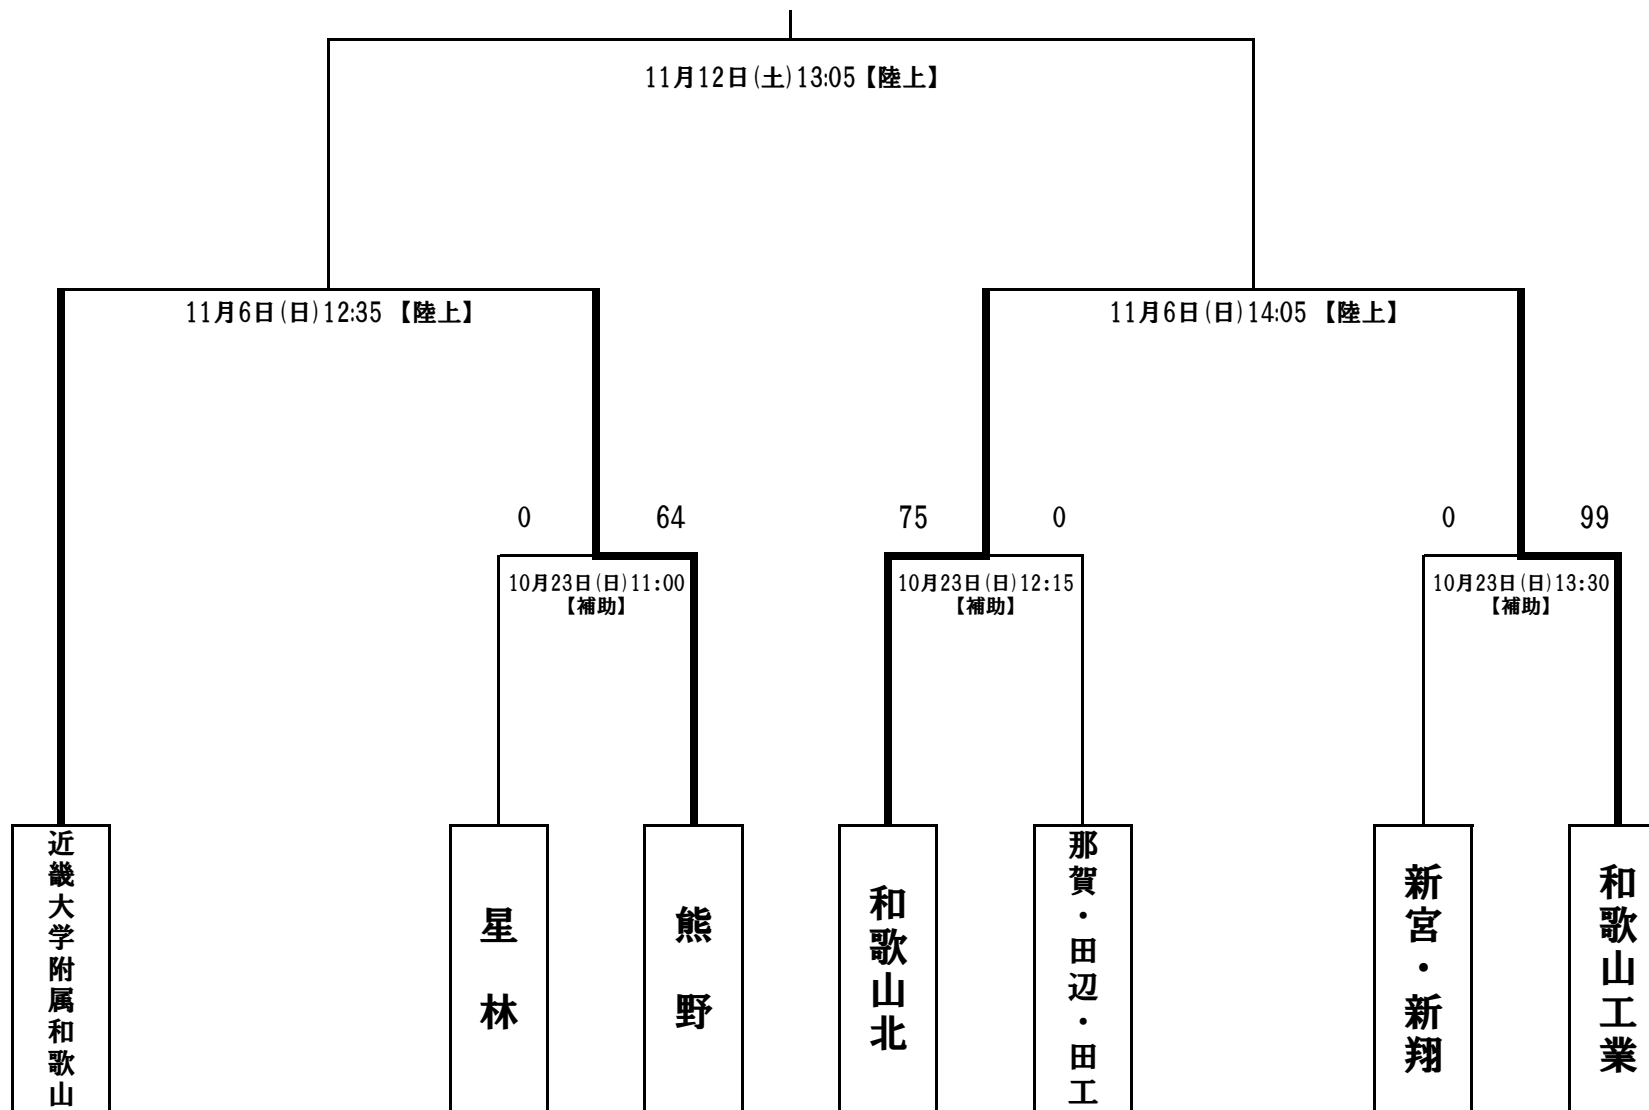 11月12日(土)13:05【陸上】
11月6日(日)12:35 【陸上】
11月6日(日)14:05 【陸上】
0
64
75
0
0
99
10月23日(日)11:00
【補助】
10月23日(日)12:15
【補助】
10月23日(日)13:30
【補助】
近畿大学附属和歌山
星林
熊野
和歌山北
那賀・田辺・田工
新宮・新翔
和歌山工業